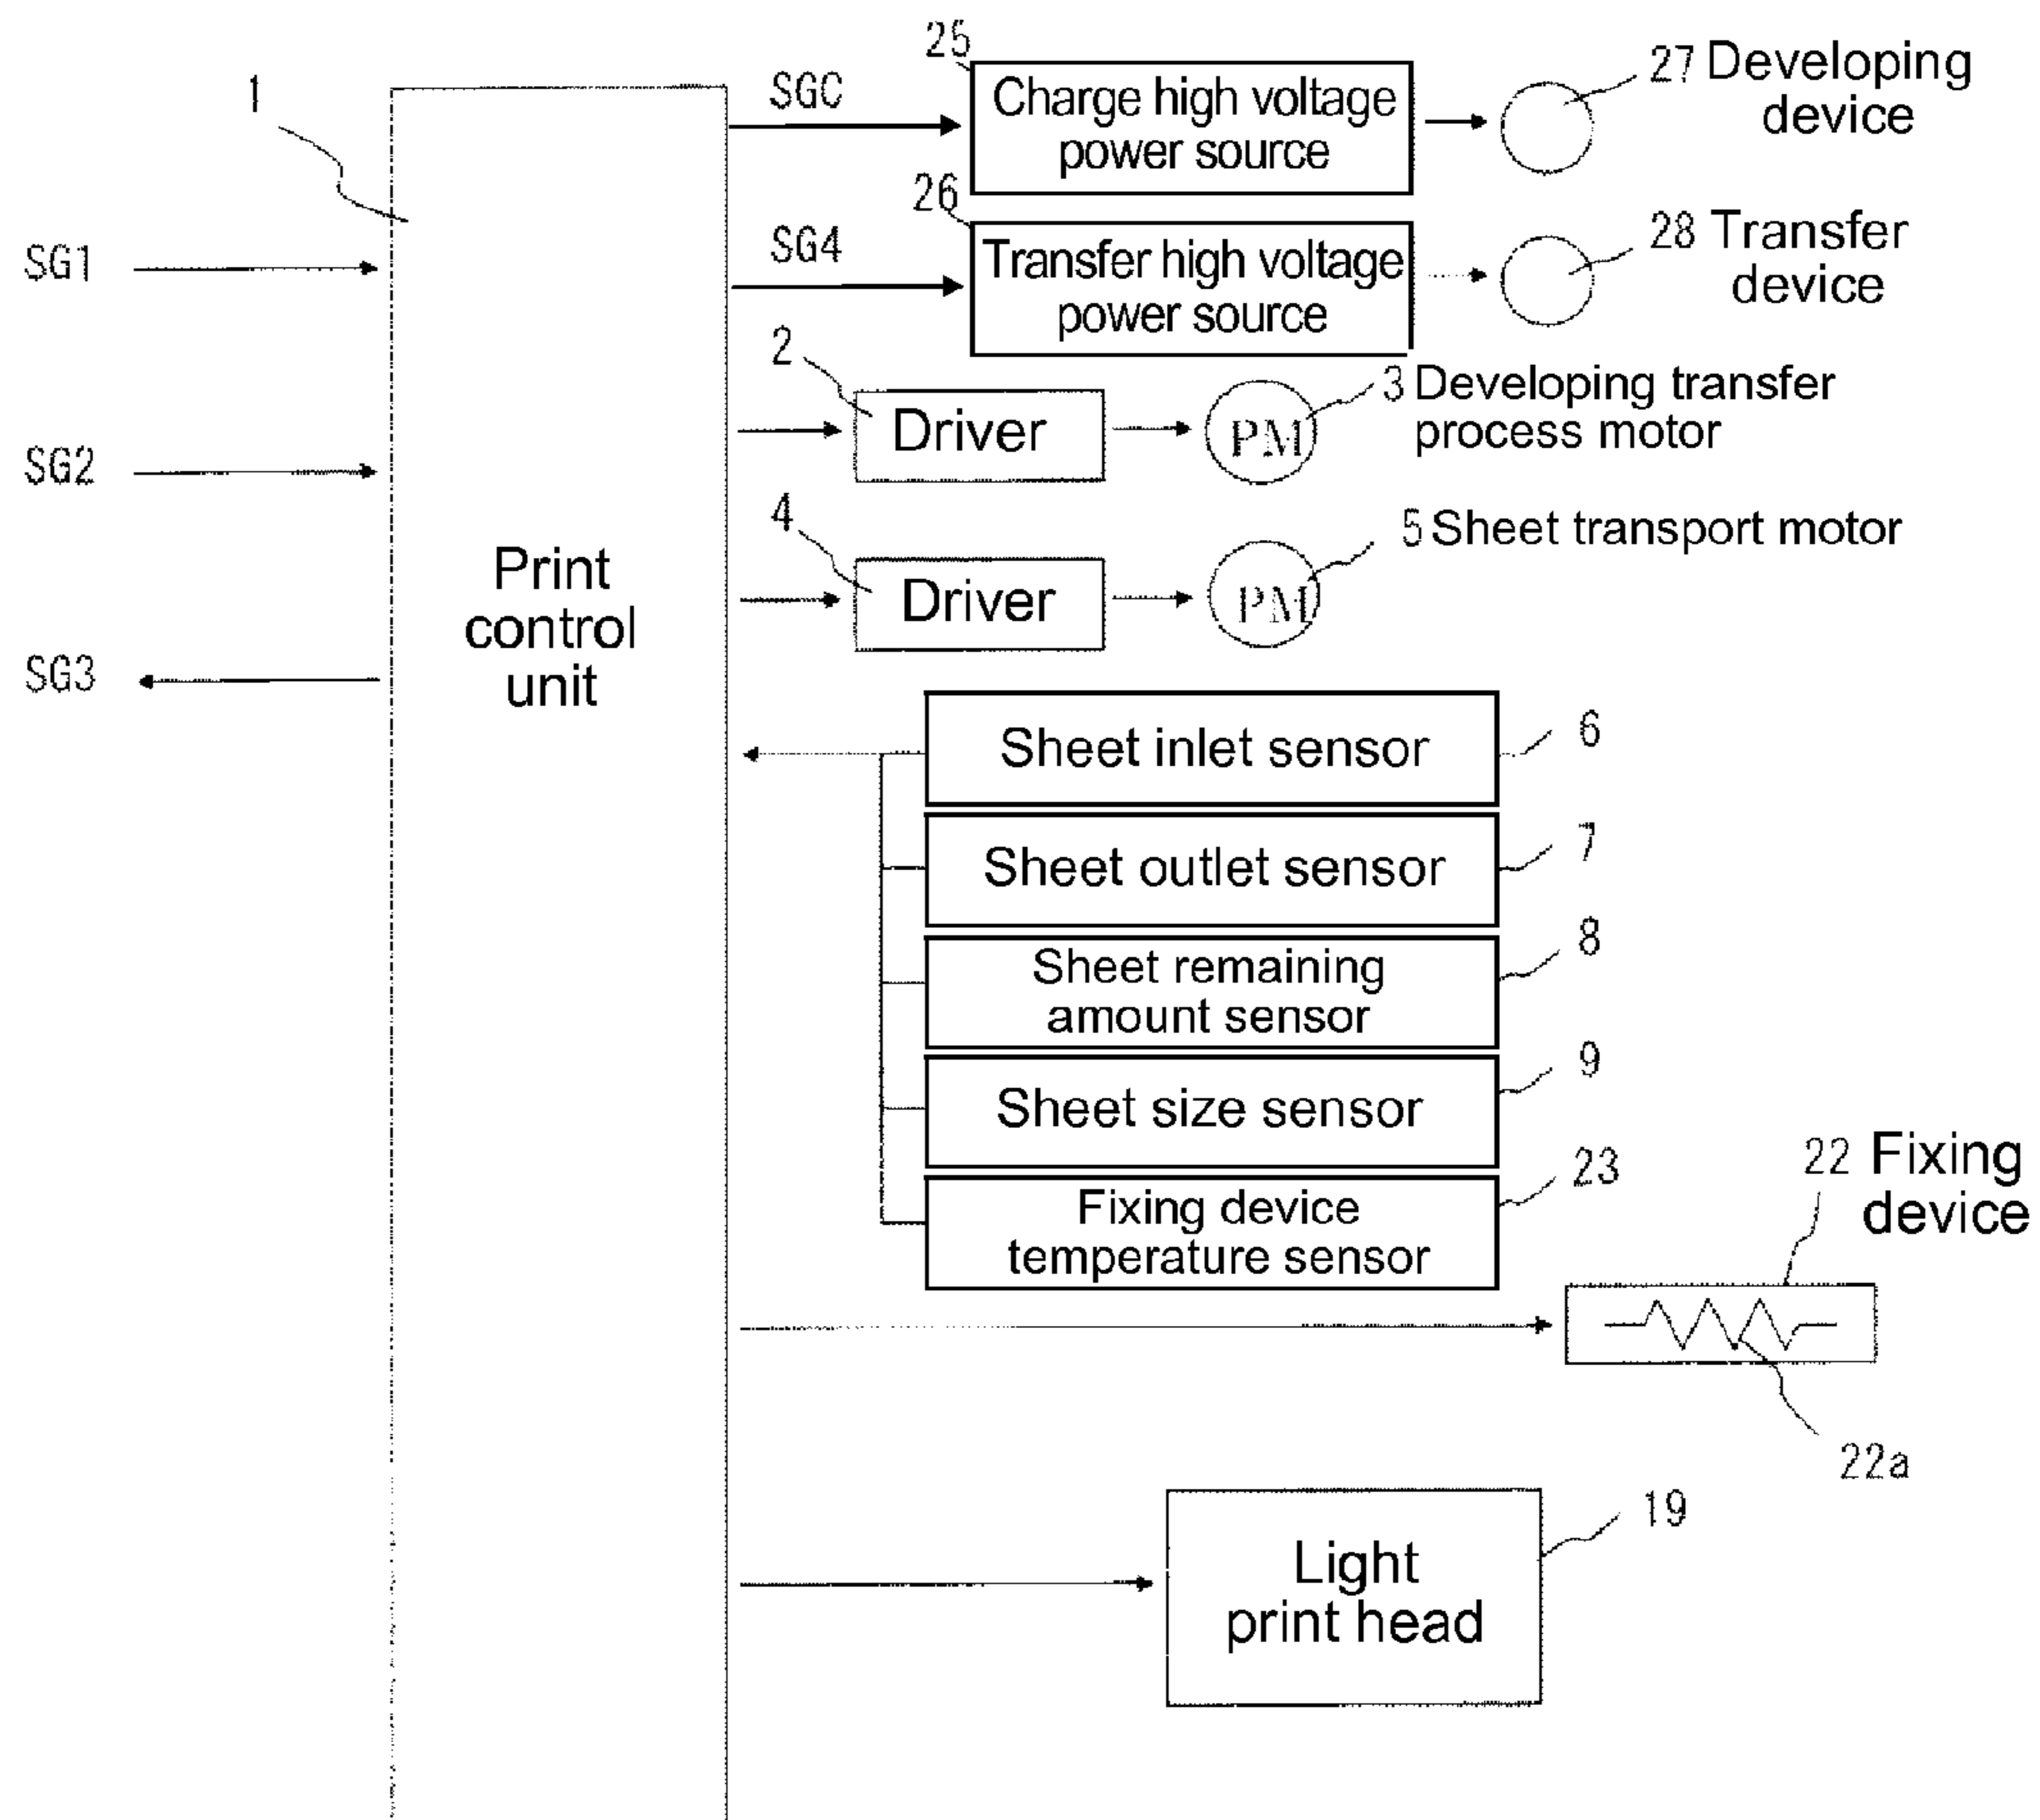 1
SG1
SG2
SG3
Print
control
unit
SGC
25
Charge high voltage
power source
27 Developing
device
SG4
26
Transfer high voltage
power source
28 Transfer
device
2
Driver
PM
3 Developing transfer
process motor
4
Driver
PM
5 Sheet transport motor
Sheet inlet sensor
6
Sheet outlet sensor
7
Sheet remaining
amount sensor
8
Sheet size sensor
9
Fixing device
temperature sensor
23
22 Fixing
device
22a
Light
print head
19